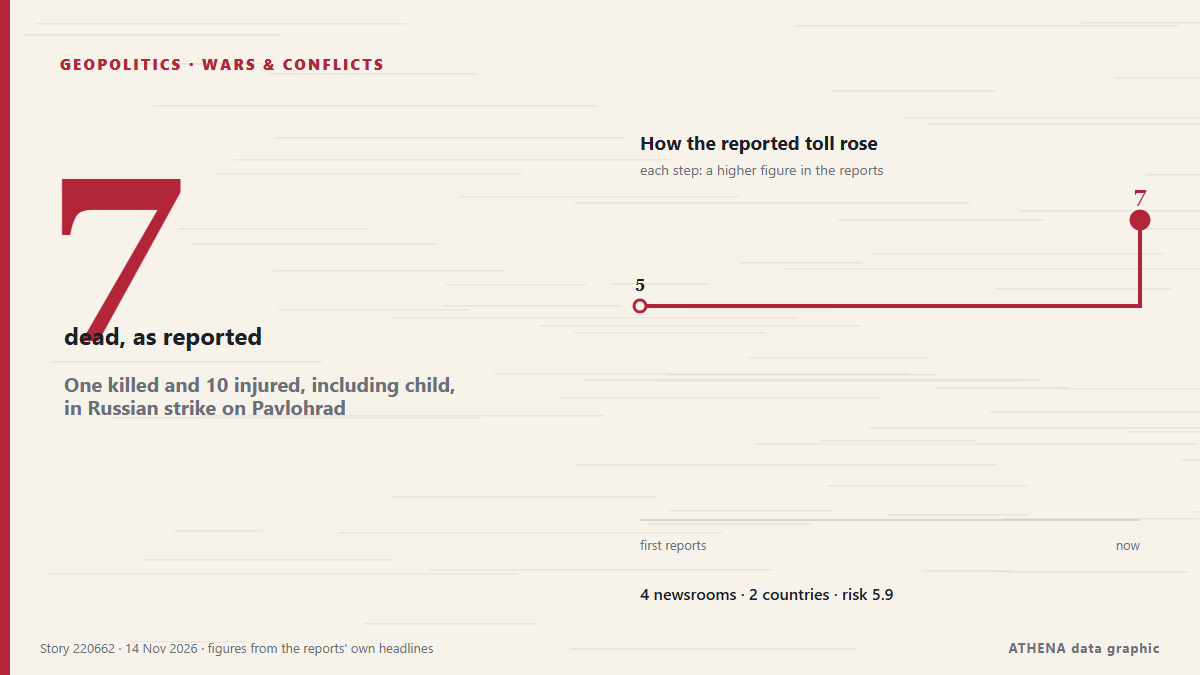 GEOPOLITICS · WARS & CONFLICTS
7
dead, as reported
One killed and 10 injured, including child,
in Russian strike on Pavlohrad
How the reported toll rose
each step: a higher figure in the reports
7
5
first reports
now
4 newsrooms · 2 countries · risk 5.9
Story 220662 · 14 Nov 2026 · figures from the reports' own headlines
ATHENA data graphic